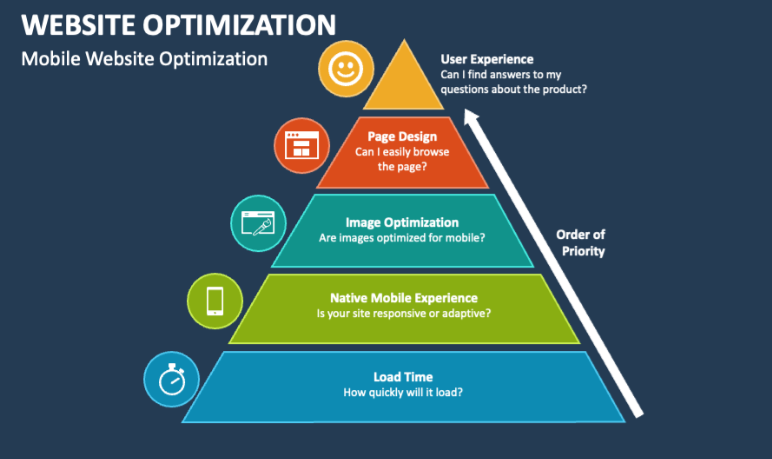 WEBSITE OPTIMIZATION
Mobile Website Optimization
User Experience
Can I find answers to my
questions about the product?
Page Design
Can I easily browse
the page?
Image Optimization
Are images optimized for mobile?
Order of
Priority
Native Mobile Experience
Is your site responsive or adaptive?
Load Time
How quickly will it load?